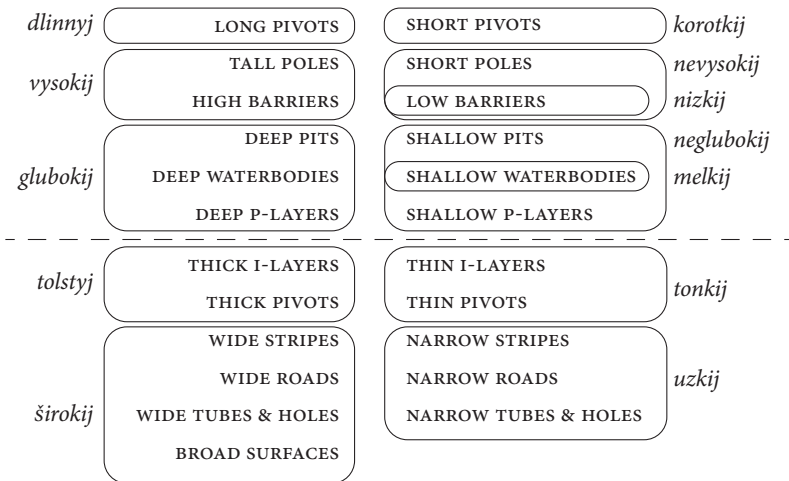 dlinnyj LONG PIVOTS SHORT PIVOTS korotkij
vysokij TALL POLES SHORT POLES nevysokij
HIGH BARRIERS LOW BARRIERS nizkij
glubokij DEEP PITS SHALLOW PITS neglubokij
DEEP WATERBODIES SHALLOW WATERBODIES melkij
DEEP P-LAYERS SHALLOW P-LAYERS
tolstyj THICK I-LAYERS THIN I-LAYERS tonkij
THICK PIVOTS THIN PIVOTS
širokij WIDE STRIPES NARROW STRIPES uzkij
WIDE ROADS NARROW ROADS
WIDE TUBES & HOLES NARROW TUBES & HOLES
BROAD SURFACES